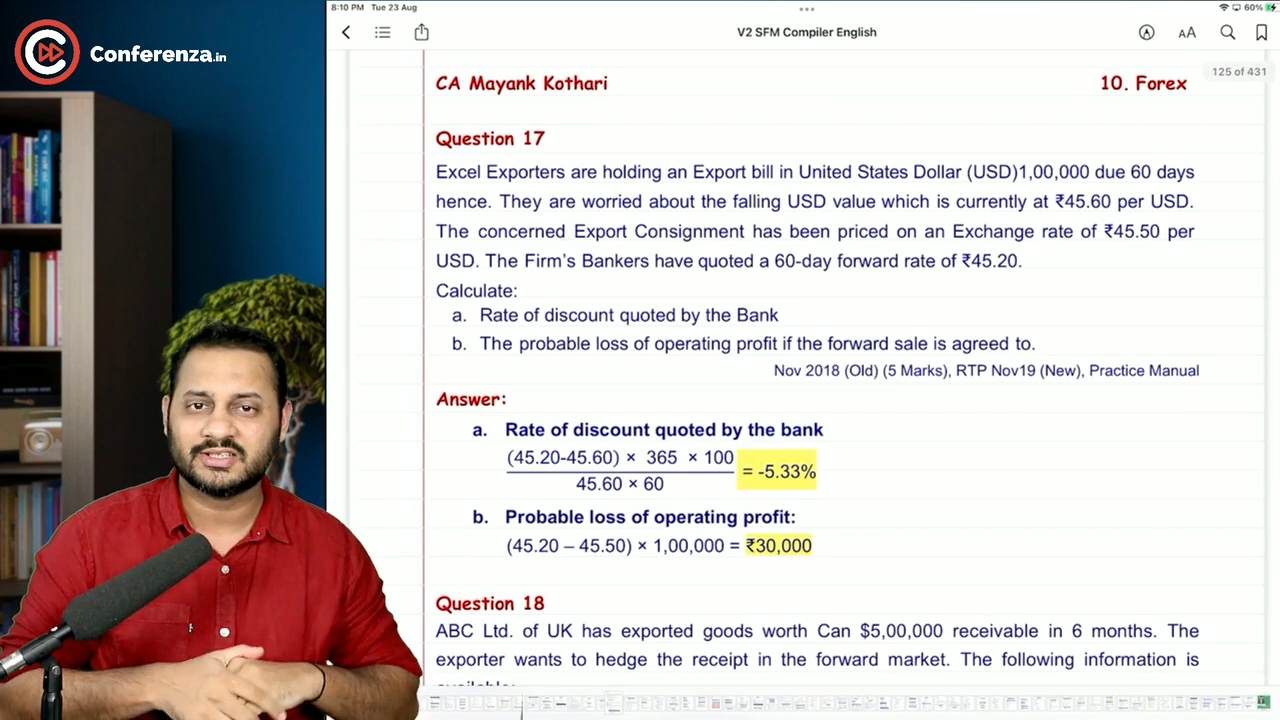 8:10 PM Tue 23 Aug
60%
Conferenza.in
V2 SFM Compiler English
AA
125 of 431
CA Mayank Kothari
10. Forex
Question 17
Excel Exporters are holding an Export bill in United States Dollar (USD)1,00,000 due 60 days
hence. They are worried about the falling USD value which is currently at ₹45.60 per USD.
The concerned Export Consignment has been priced on an Exchange rate of ₹45.50 per
USD. The Firm's Bankers have quoted a 60-day forward rate of ₹45.20.
Calculate:
a. Rate of discount quoted by the Bank
b. The probable loss of operating profit if the forward sale is agreed to.
Nov 2018 (Old) (5 Marks), RTP Nov19 (New), Practice Manual
Answer:
a. Rate of discount quoted by the bank
(45.20-45.60) × 365 × 100
= -5.33%
45.60 × 60
b. Probable loss of operating profit:
(45.20 – 45.50) × 1,00,000 = ₹30,000
Question 18
ABC Ltd. of UK has exported goods worth Can $5,00,000 receivable in 6 months. The
exporter wants to hedge the receipt in the forward market. The following information is